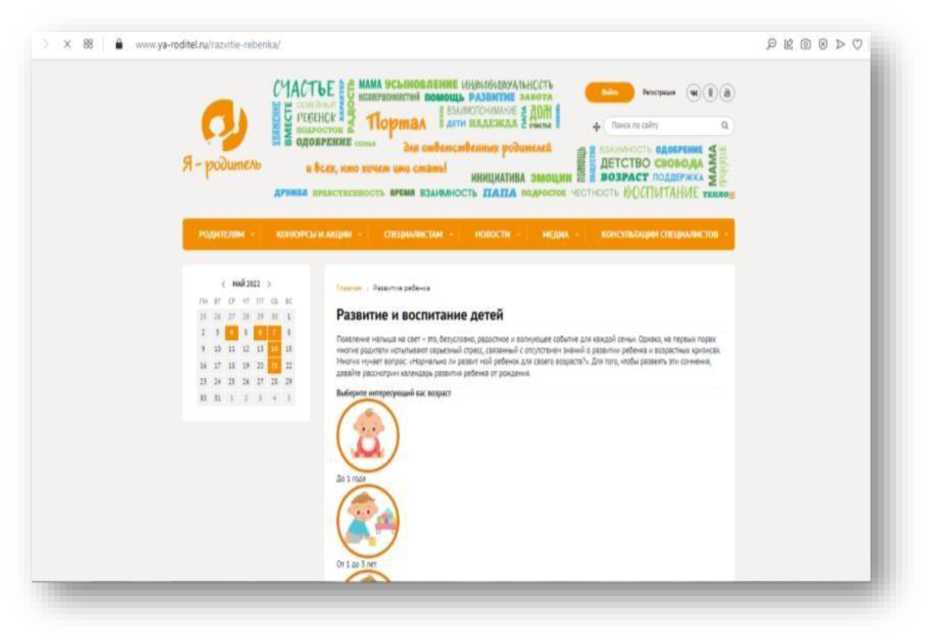 www.ya-roditel.ru/razvitie-rebenka/
СЧАСТЬЕ МАМА УСЫНОВЛЕНИЕ ИНДИВИДУАЛЬНОСТЬ
ПОМОЩЬ РАЗВИТИЕ ЗАБОТА
ВМЕСТЕ РЕБЕНОК РАДОСТЬ ХАРАКТЕР
ПОДРОСТОК
ОДОБРЕНИЕ СЕМЬЯ
Портал ВЗАИМОПОНИМАНИЕ
ДЕТИ НАДЕЖДА ПАПА ДОМ СЧАСТЬЕ
для ответственных родителей
и всех, кто хочет ими стать!
Я - родитель
ИНИЦИАТИВА ЭМОЦИИ ПОМОЩЬ
ВЗАИМНОСТЬ ОДОБРЕНИЕ
ДЕТСТВО СВОБОДА
ВОЗРАСТ ПОДДЕРЖКА МАМА
ДРУЖБА НРАВСТВЕННОСТЬ ВРЕМЯ ВЗАИМНОСТЬ ПАПА ПОДРОСТОК ЧЕСТНОСТЬ ВОСПИТАНИЕ ТЕПЛО
Войти Регистрация
Поиск по сайту
РОДИТЕЛЯМ КОНКУРСЫ И АКЦИИ СПЕЦИАЛИСТАМ НОВОСТИ МЕДИА КОНСУЛЬТАЦИИ СПЕЦИАЛИСТОВ
< МАЙ 2022 >
ПН ВТ СР ЧТ ПТ СБ ВС
25 26 27 28 29 30 1
2 3 4 5 6 7 8
9 10 11 12 13 14 15
16 17 18 19 20 21 22
23 24 25 26 27 28 29
30 31 1 2 3 4 5
Главная Развитие ребенка
Развитие и воспитание детей
Появление малыша на свет – это, безусловно, радостное и волнующее событие для каждой семьи. Однако, на первых порах
многие родители испытывают серьезный стресс, связанный с отсутствием знаний о развитии ребенка и возрастных кризисах.
Многих мучает вопрос: «Нормально ли развит мой ребенок для своего возраста?». Для того, чтобы развеять эти сомнения,
давайте рассмотрим календарь развития ребенка от рождения.
Выберите интересующий вас возраст
До 1 года
От 1 до 3 лет